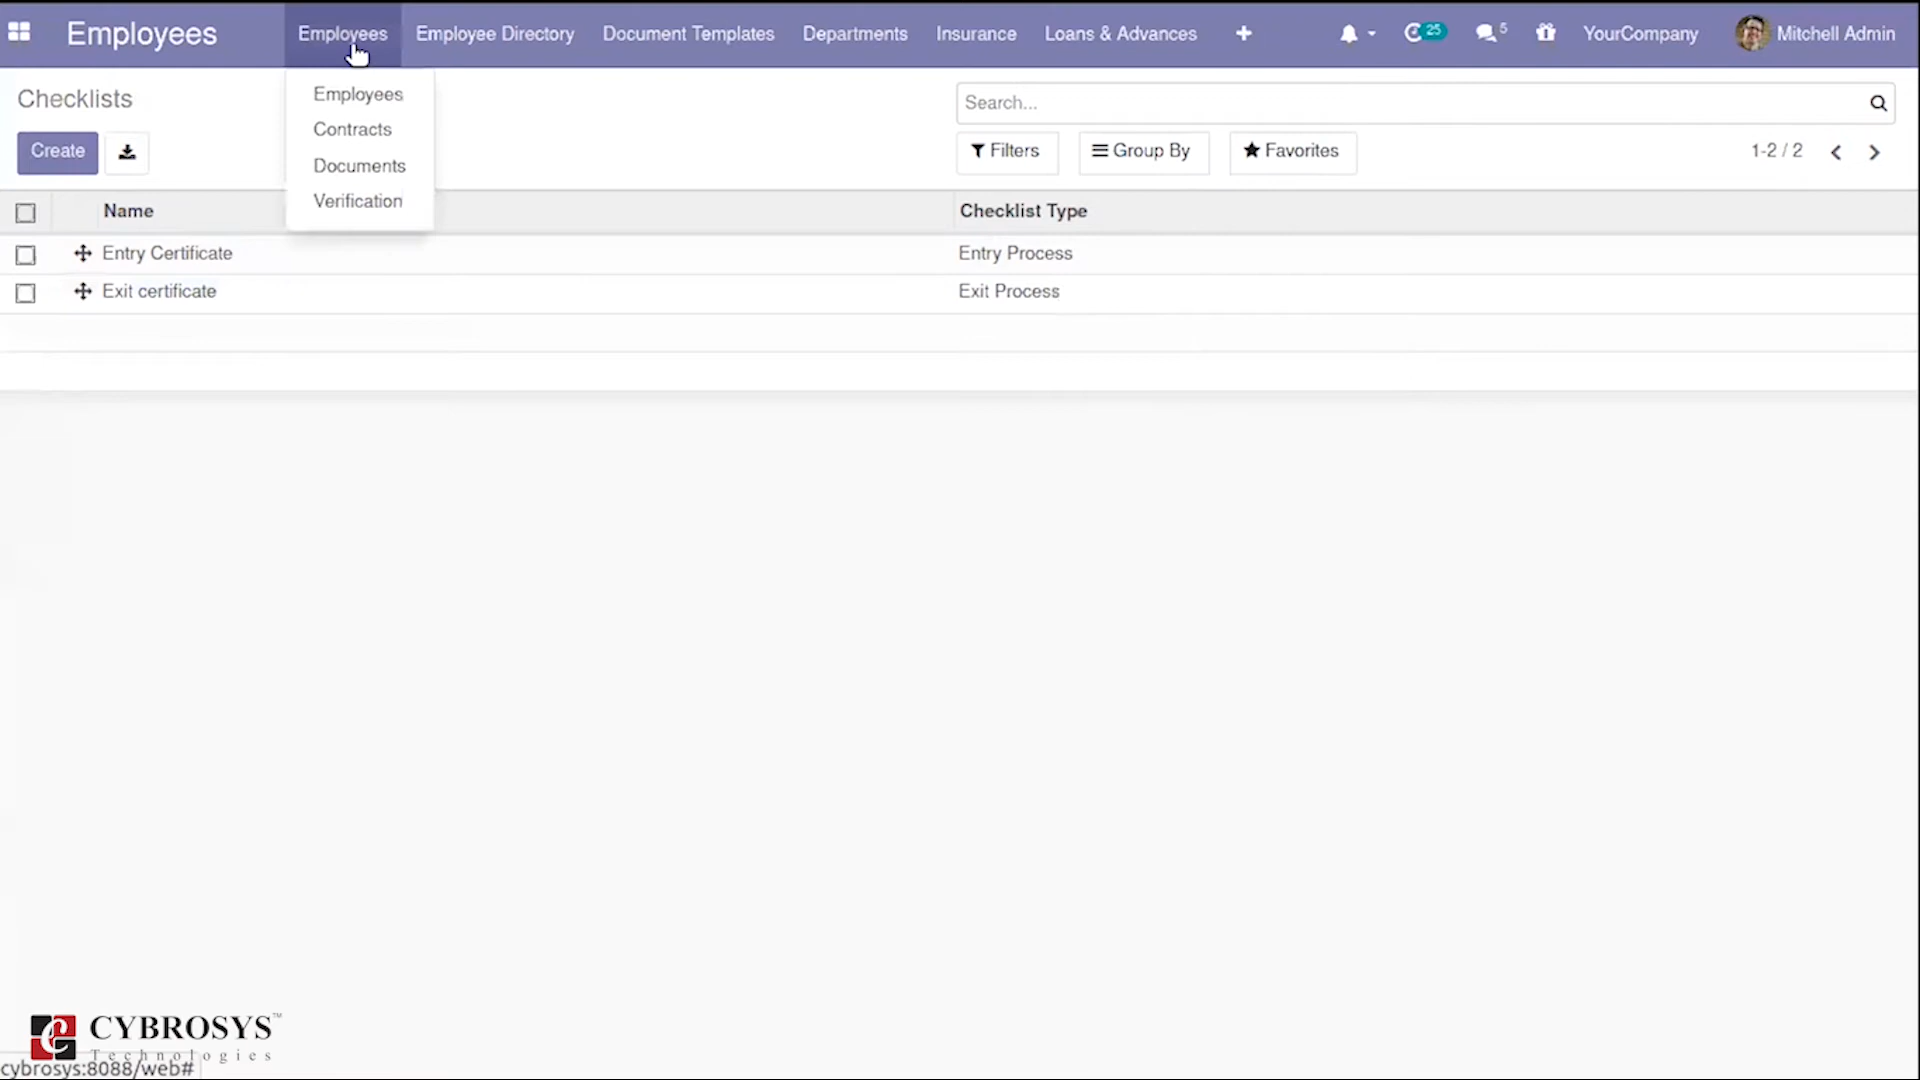 Employees Employees Employee Directory Document Templates Departments Insurance Loans & Advances 25 5 YourCompany Mitchell Admin
Checklists Employees Search...
Contracts
Create Filters Group By Favorites 1-2 / 2
Documents
Verification
Name Checklist Type
Entry Certificate Entry Process
Exit certificate Exit Process
CYBROSYS™
Technologies
cybrosys:8088/web#